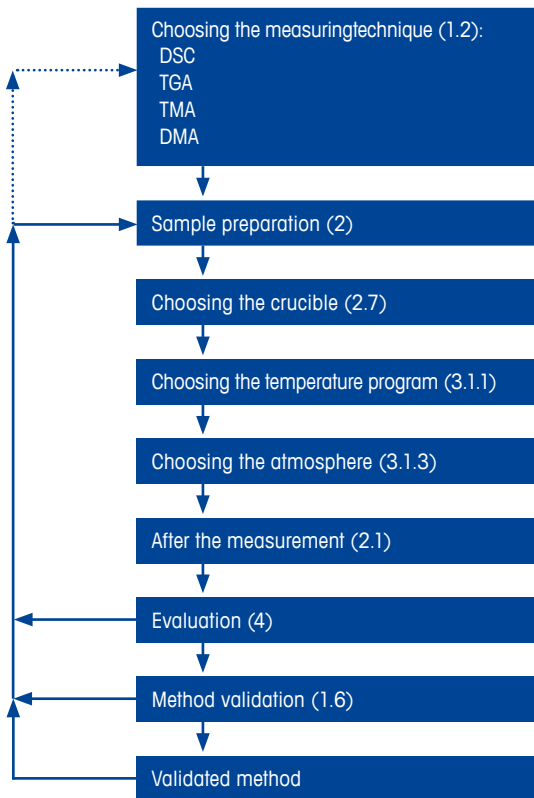 Choosing the measuringtechnique (1.2):
DSC
TGA
TMA
DMA
Sample preparation (2)
Choosing the crucible (2.7)
Choosing the temperature program (3.1.1)
Choosing the atmosphere (3.1.3)
After the measurement (2.1)
Evaluation (4)
Method validation (1.6)
Validated method